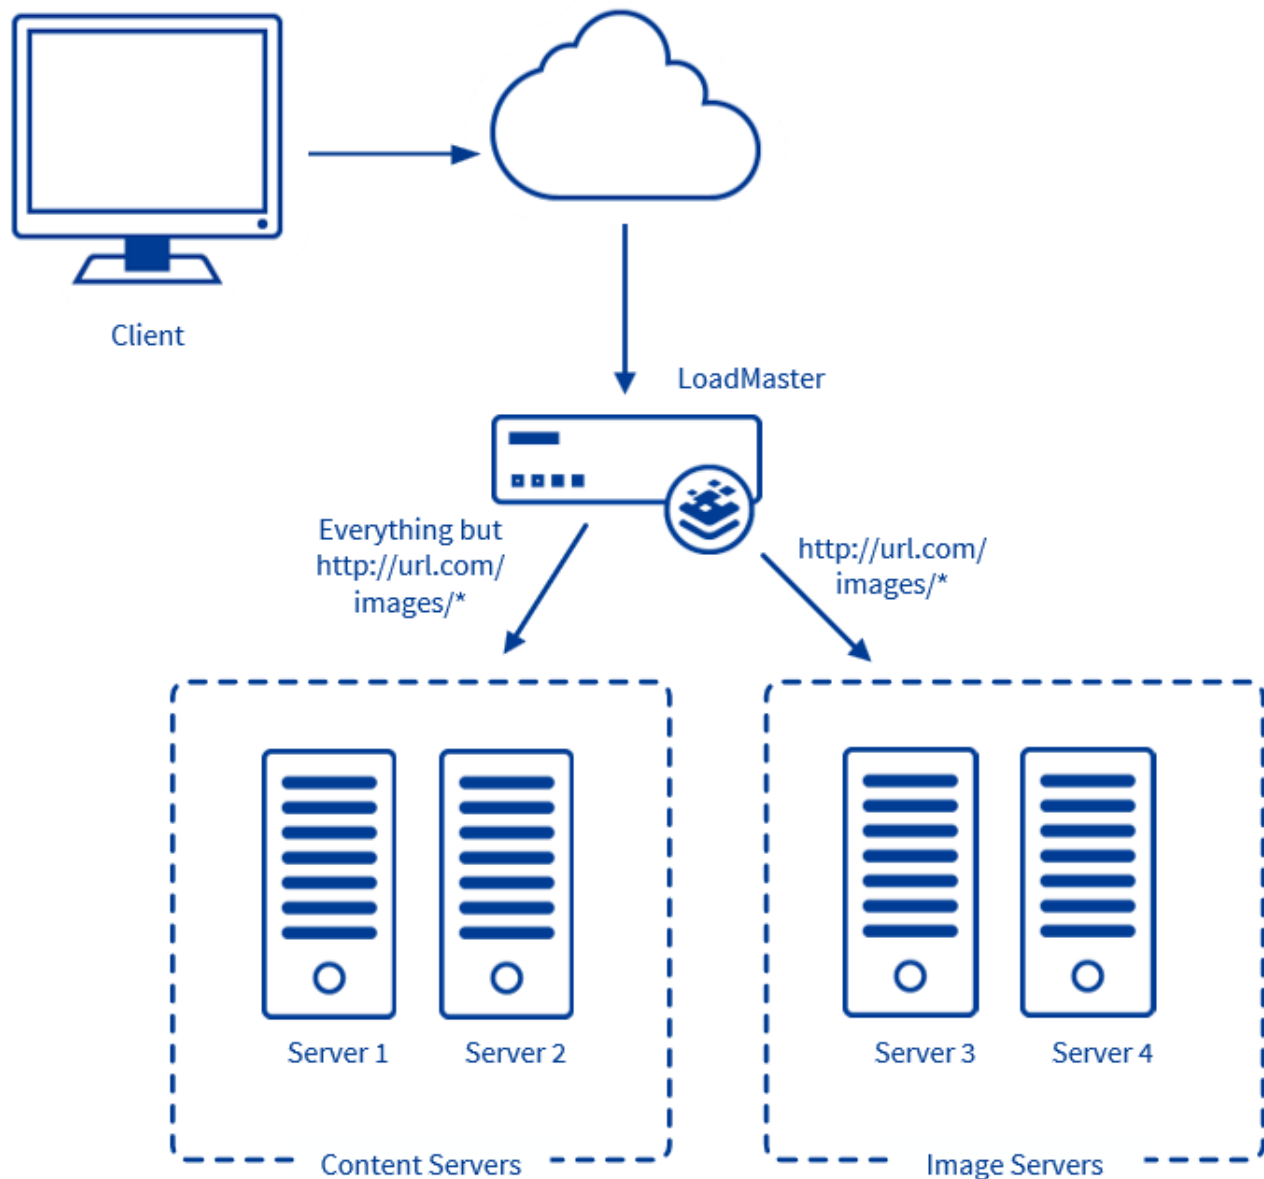 Client
LoadMaster
Everything but
http://url.com/
images/*
http://url.com/
images/*
Server 1
Server 2
Server 3
Server 4
Content Servers
Image Servers